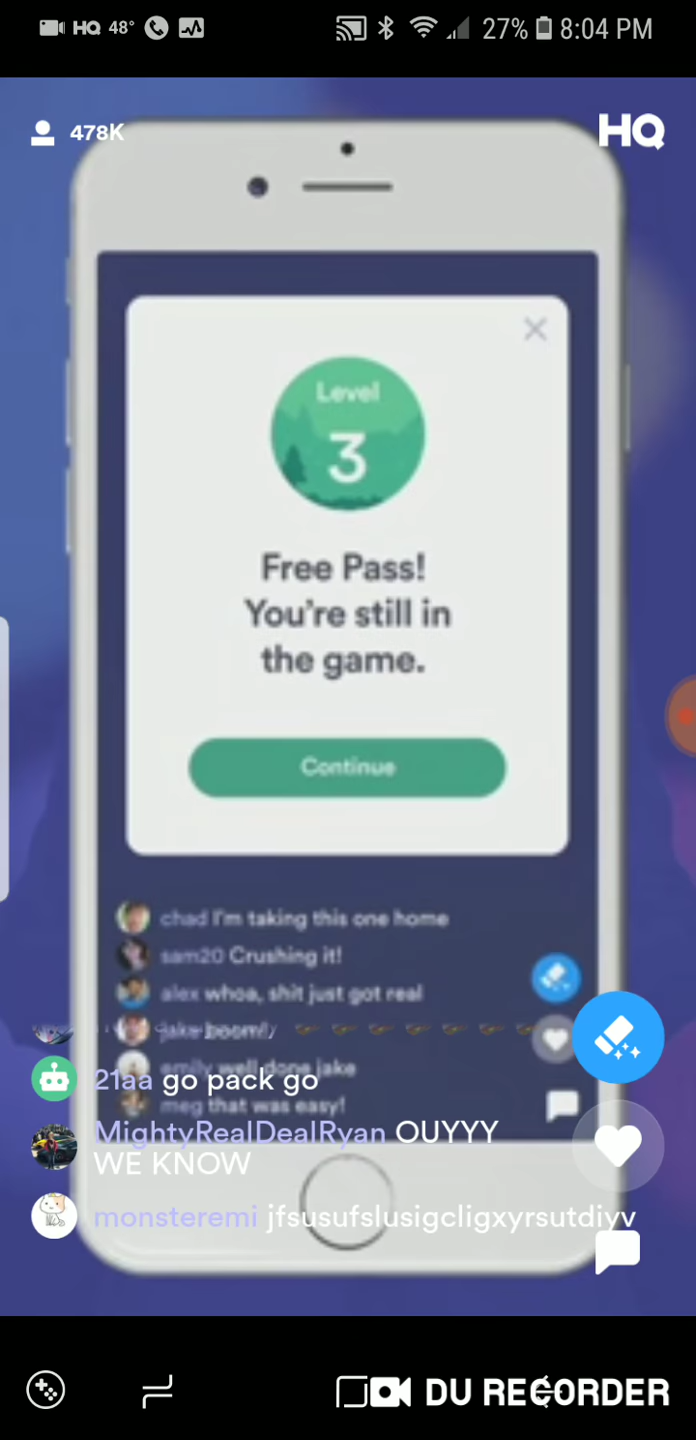 HQ 48° 27% 8:04 PM
478K
HQ
Level
3
Free Pass!
You're still in
the game.
Continue
chad I'm taking this one home
sam20 Crushing it!
alex whoa, shit just got real
jake boom!
emily well done jake
21aa go pack go
meg that was easy!
MightyRealDealRyan OUYYY
WE KNOW
monsteremi jfsusufslusigcligxyrsutdiyv
DU RECORDER